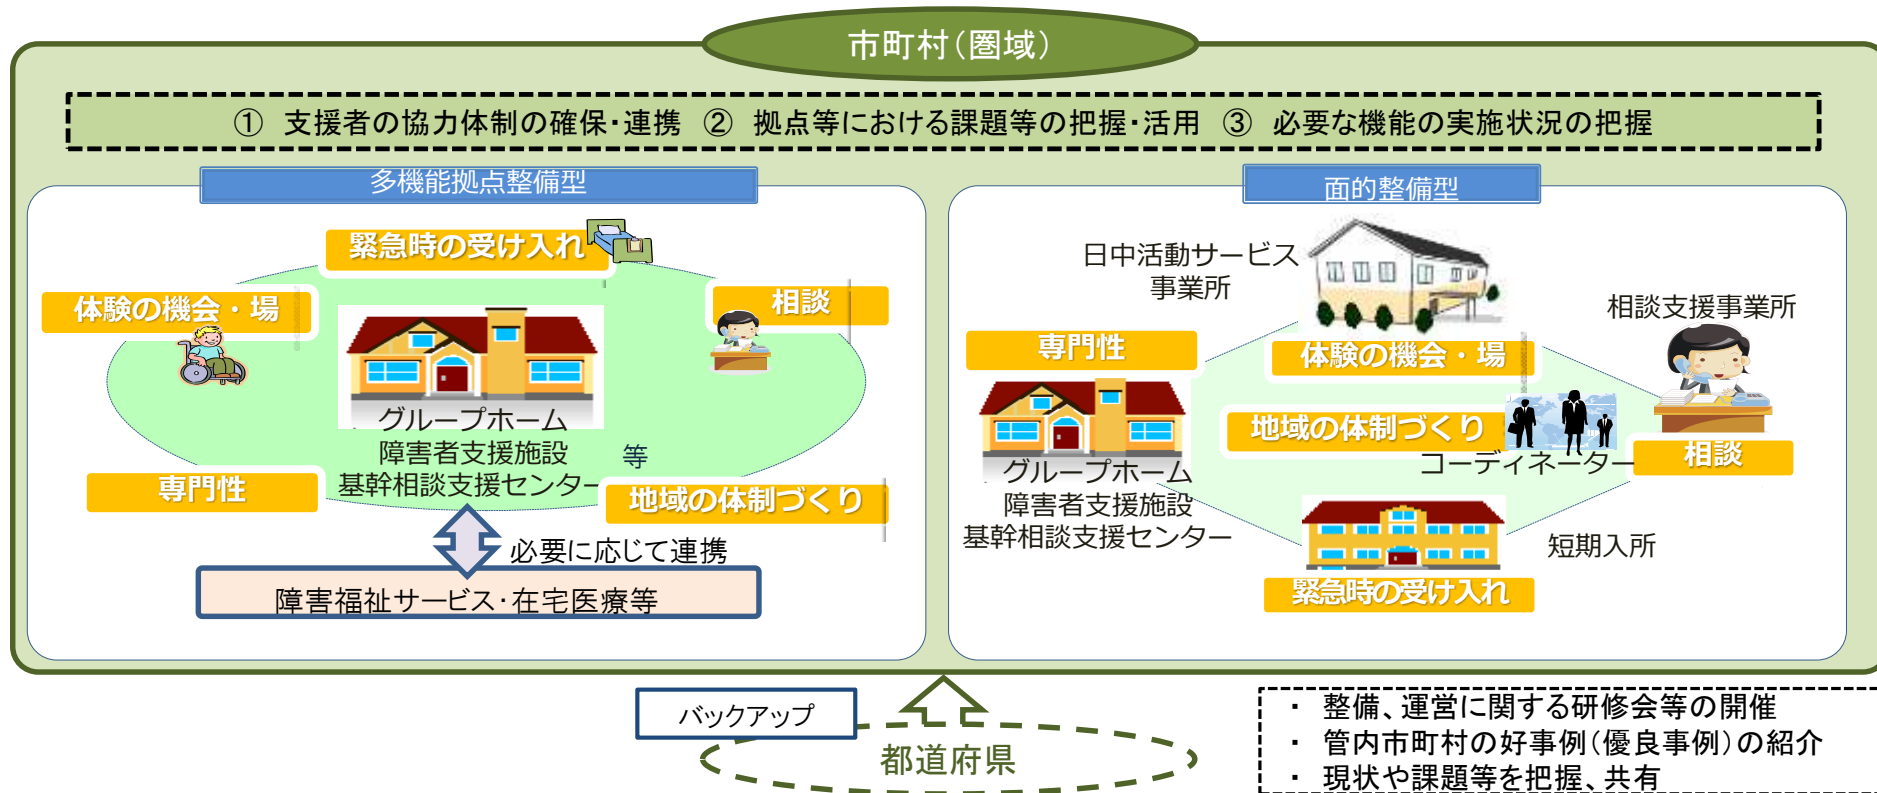 市町村（圏域）
① 支援者の協力体制の確保・連携 ② 拠点等における課題等の把握・活用 ③ 必要な機能の実施状況の把握
多機能拠点整備型
緊急時の受け入れ
体験の機会・場
相談
グループホーム
障害者支援施設 等
基幹相談支援センター
専門性
地域の体制づくり
必要に応じて連携
障害福祉サービス・在宅医療等
面的整備型
日中活動サービス
事業所
相談支援事業所
専門性
体験の機会・場
地域の体制づくり
コーディネーター
相談
グループホーム
障害者支援施設
基幹相談支援センター
短期入所
緊急時の受け入れ
バックアップ
都道府県
・ 整備、運営に関する研修会等の開催
・ 管内市町村の好事例（優良事例）の紹介
・ 現状や課題等を把握、共有